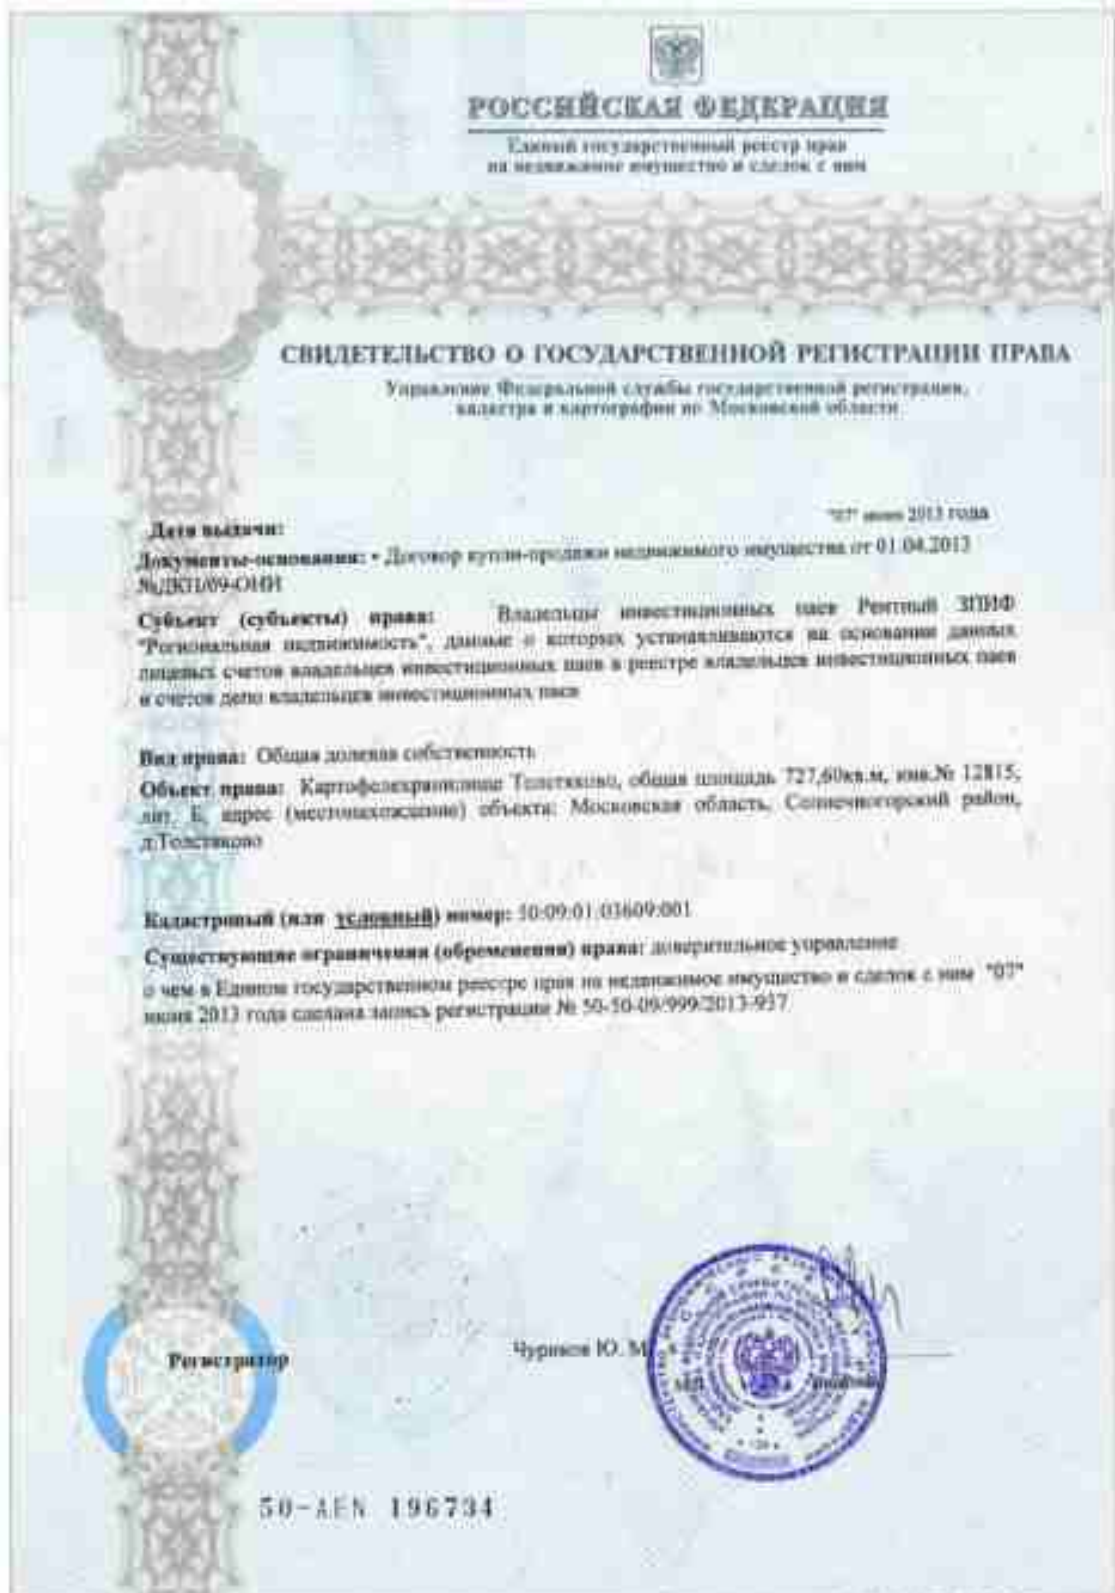 РОССИЙСКАЯ ФЕДЕРАЦИЯ
Единый государственный реестр прав
на недвижимое имущество и сделок с ним
СВИДЕТЕЛЬСТВО О ГОСУДАРСТВЕННОЙ РЕГИСТРАЦИИ ПРАВА
Управление Федеральной службы государственной регистрации,
кадастра и картографии по Московской области
"07" июня 2013 года
Дата выдачи:
Документы-основания: • Договор купли-продажи недвижимого имущества от 01.04.2013
№ДКП/09-ОНИ
Субъект (субъекты) права: Владельцы инвестиционных паев Рентный ЗПИФ
"Региональная недвижимость", данные о которых устанавливаются на основании данных
лицевых счетов владельцев инвестиционных паев в реестре владельцев инвестиционных паев
и счетов депо владельцев инвестиционных паев
Вид права: Общая долевая собственность
Объект права: Картофелехранилище Толстяково, общая площадь 727,60кв.м, инв.№ 12815,
лит. Б, адрес (местонахождение) объекта: Московская область, Солнечногорский район,
д.Толстяково
Кадастровый (или условный) номер: 50:09:01:03609:001
Существующие ограничения (обременения) права: доверительное управление
о чем в Едином государственном реестре прав на недвижимое имущество и сделок с ним "07"
июня 2013 года сделана запись регистрации № 50-50-09/999/2013-937
Регистратор
Чуриков Ю. М.
50-AEN 196734